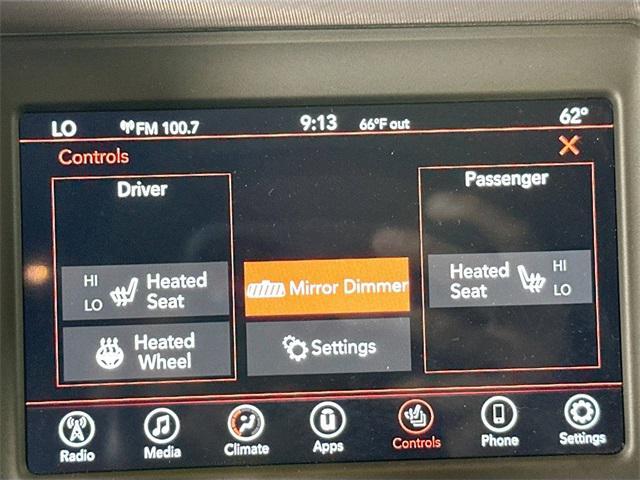 LO FM 100.7 9:13 66°F out 62°
Controls
Driver
Passenger
HI
LO
Heated
Seat
Mirror Dimmer
Heated
Seat
HI
LO
Heated
Wheel
Settings
Radio Media Climate Apps Controls Phone Settings